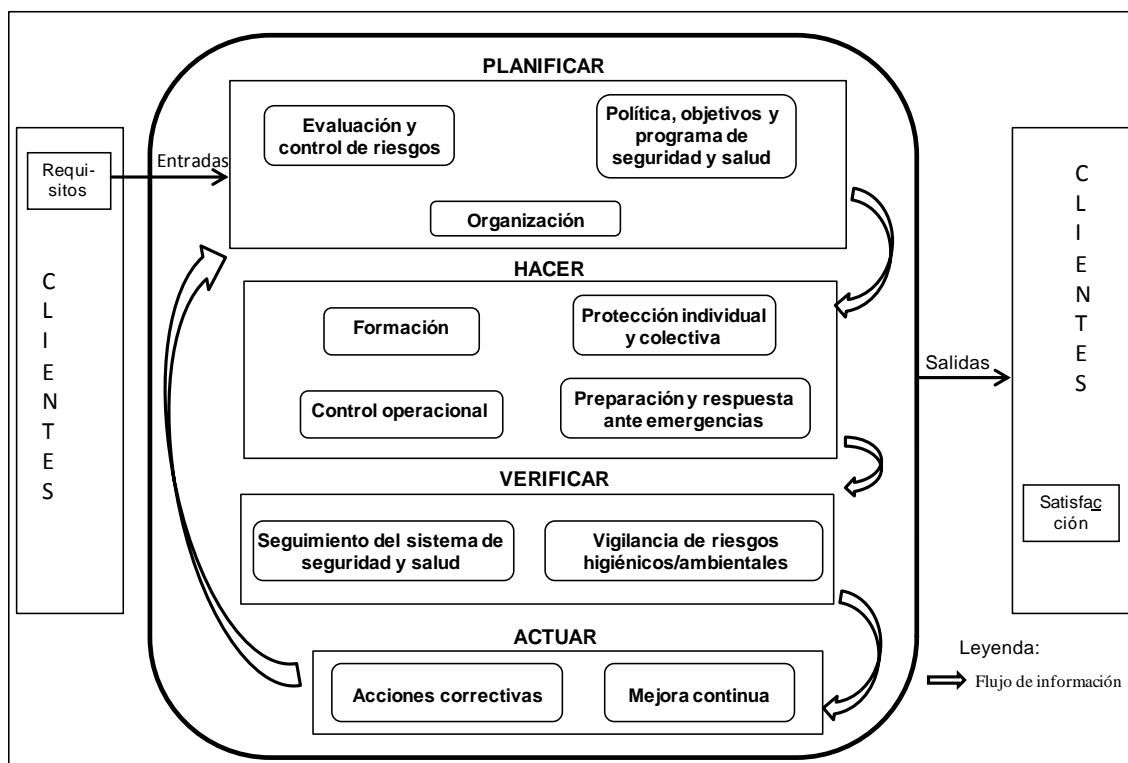 PLANIFICAR
Evaluación y
control de riesgos
Política, objetivos y
programa de
seguridad y salud
Organización
Requi-
sitos
Entradas
CLIENTES
HACER
Formación
Protección individual
y colectiva
Control operacional
Preparación y respuesta
ante emergencias
VERIFICAR
Seguimiento del sistema de
seguridad y salud
Vigilancia de riesgos
higiénicos/ambientales
ACTUAR
Acciones correctivas
Mejora continua
Salidas
CLIENTES
Satisfac
ción
Leyenda:
Flujo de información